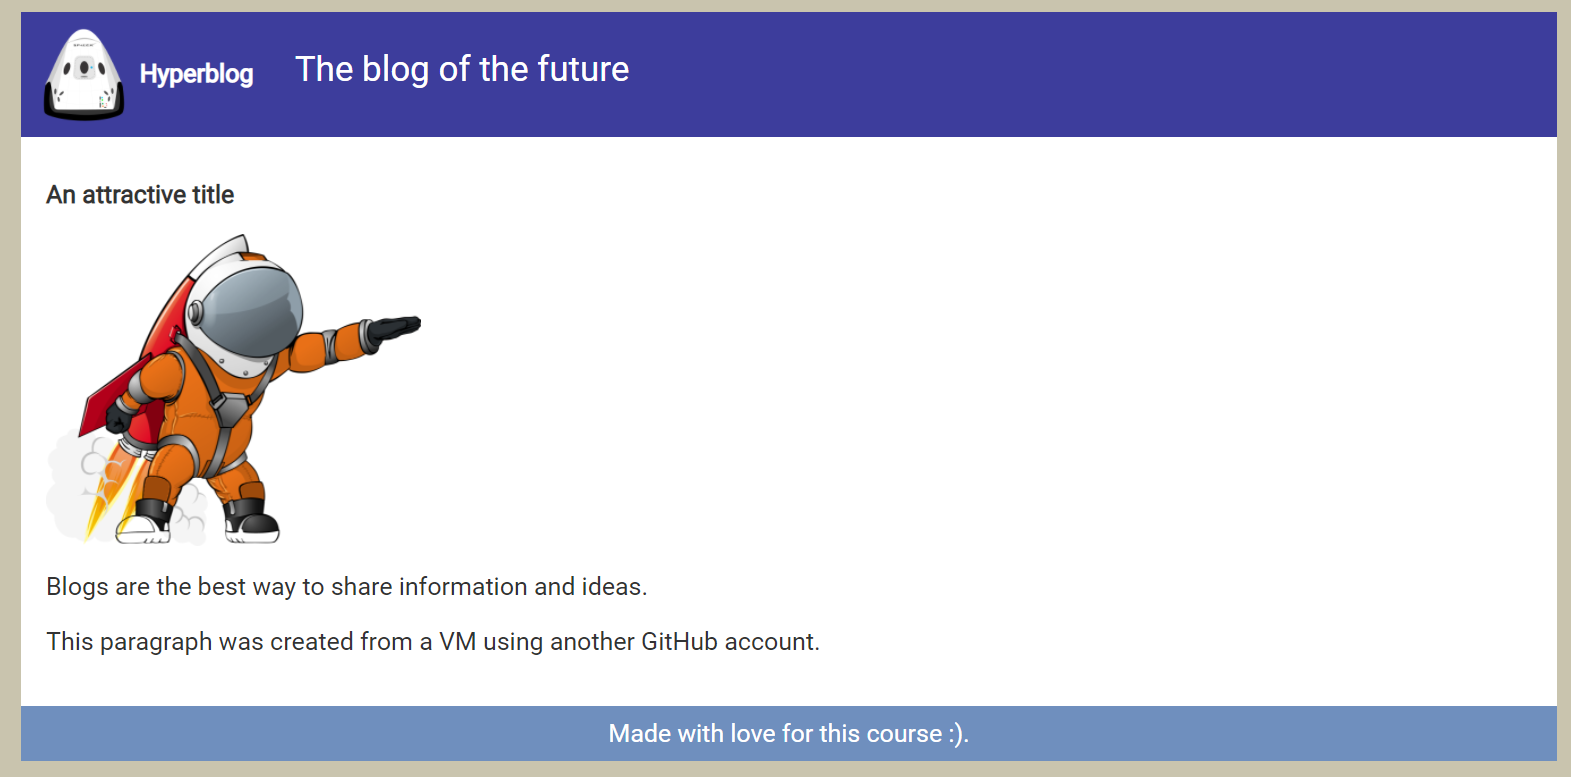 Hyperblog
The blog of the future
An attractive title
Blogs are the best way to share information and ideas.
This paragraph was created from a VM using another GitHub account.
Made with love for this course :).